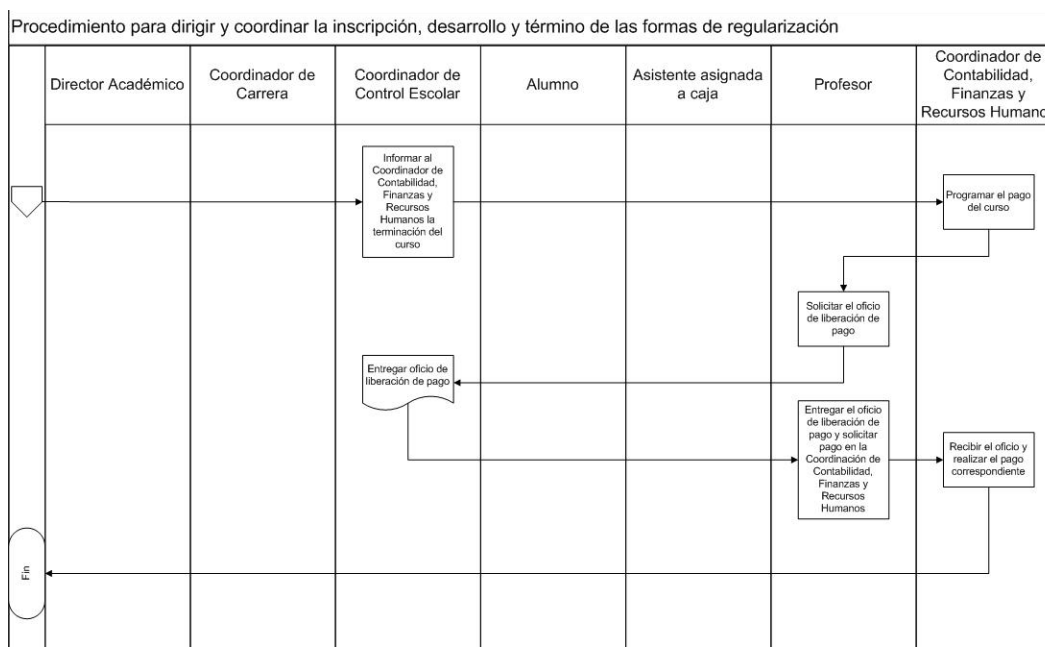 Procedimiento para dirigir y coordinar la inscripción, desarrollo y término de las formas de regularización
Director Académico
Coordinador de
Carrera
Coordinador de
Control Escolar
Alumno
Asistente asignada
a caja
Profesor
Coordinador de
Contabilidad,
Finanzas y
Recursos Humano
Informar al
Coordinador de
Contabilidad,
Finanzas y
Recursos
Humanos la
terminación del
curso
Programar el pago
del curso
Solicitar el oficio
de liberación de
pago
Entregar oficio de
liberación de pago
Entregar el oficio
de liberación de
pago y solicitar
pago en la
Coordinación de
Contabilidad,
Finanzas y
Recursos
Humanos
Recibir el oficio y
realizar el pago
correspondiente
Fin